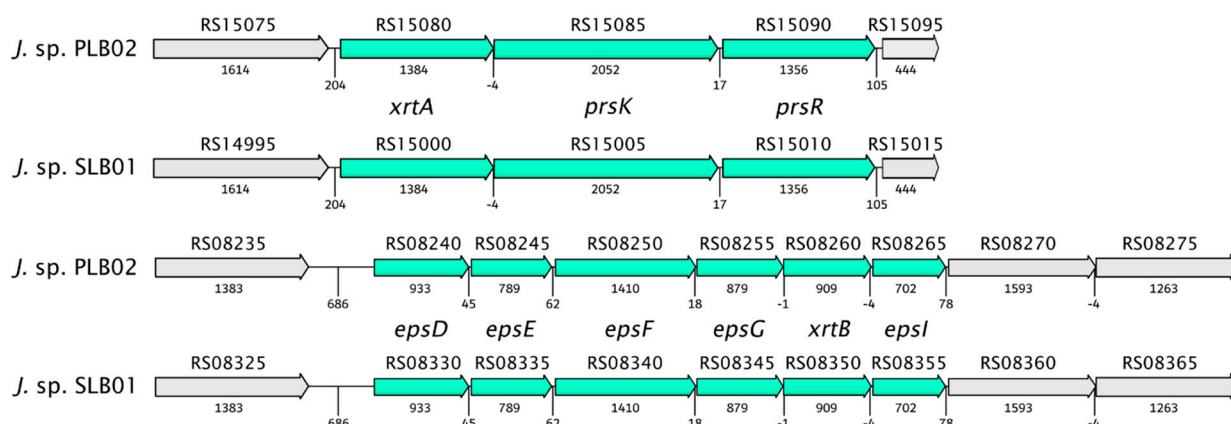 RS15075 RS15080 RS15085 RS15090 RS15095
J. sp. PLB02
1614 1384 2052 1356 444
204 -4 17 105
xrtA prsK prsR
RS14995 RS15000 RS15005 RS15010 RS15015
J. sp. SLB01
1614 1384 2052 1356 444
204 -4 17 105
RS08235 RS08240 RS08245 RS08250 RS08255 RS08260 RS08265 RS08270 RS08275
J. sp. PLB02
1383 933 789 1410 879 909 702 1593 1263
686 45 62 18 -1 -4 78 -4
epsD epsE epsF epsG xrtB epsI
RS08325 RS08330 RS08335 RS08340 RS08345 RS08350 RS08355 RS08360 RS08365
J. sp. SLB01
1383 933 789 1410 879 909 702 1593 1263
686 45 62 18 -1 -4 78 -4